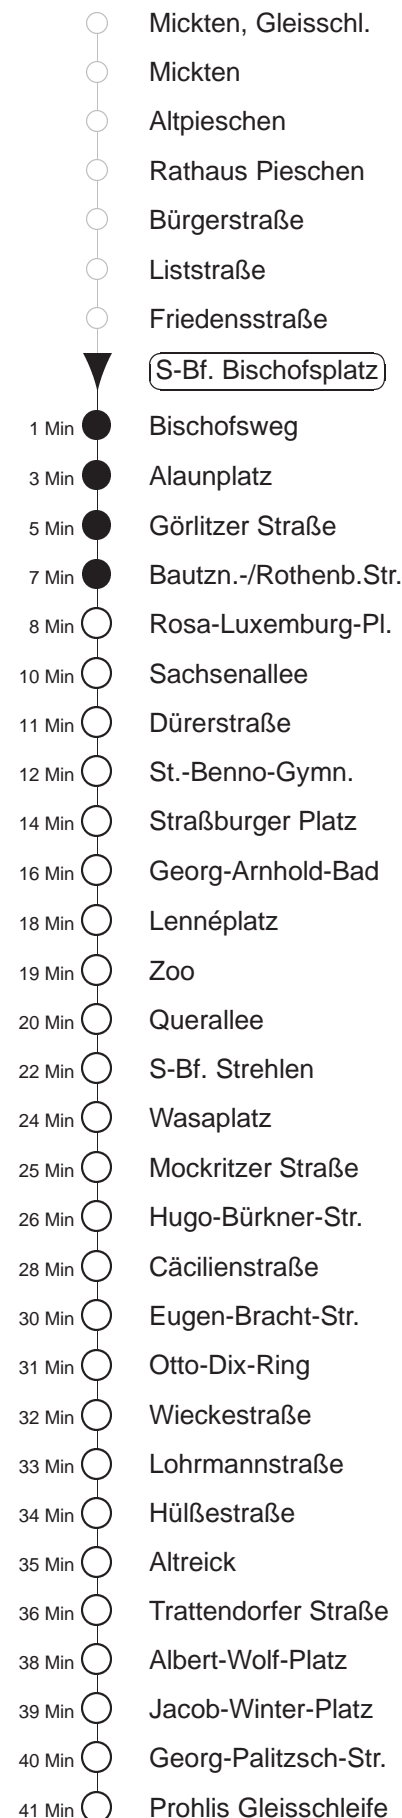 Mickten, Gleisschl.
Mickten
Altpieschen
Rathaus Pieschen
Bürgerstraße
Liststraße
Friedensstraße
S-Bf. Bischofsplatz
1 Min Bischofsweg
3 Min Alaunplatz
5 Min Görlitzer Straße
7 Min Bautzn.-/Rothenb.Str.
8 Min Rosa-Luxemburg-Pl.
10 Min Sachsenallee
11 Min Dürerstraße
12 Min St.-Benno-Gymn.
14 Min Straßburger Platz
16 Min Georg-Arnhold-Bad
18 Min Lennéplatz
19 Min Zoo
20 Min Querallee
22 Min S-Bf. Strehlen
24 Min Wasaplatz
25 Min Mockritzer Straße
26 Min Hugo-Bürkner-Str.
28 Min Cäcilienstraße
30 Min Eugen-Bracht-Str.
31 Min Otto-Dix-Ring
32 Min Wieckestraße
33 Min Lohrmannstraße
34 Min Hülßestraße
35 Min Altreick
36 Min Trattendorfer Straße
38 Min Albert-Wolf-Platz
39 Min Jacob-Winter-Platz
40 Min Georg-Palitzsch-Str.
41 Min Prohlis Gleisschleife